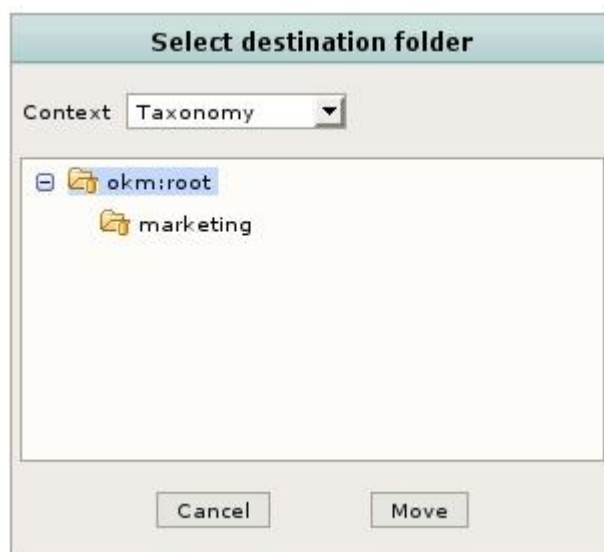 Select destination folder
Context Taxonomy
okm:root
marketing
Cancel Move